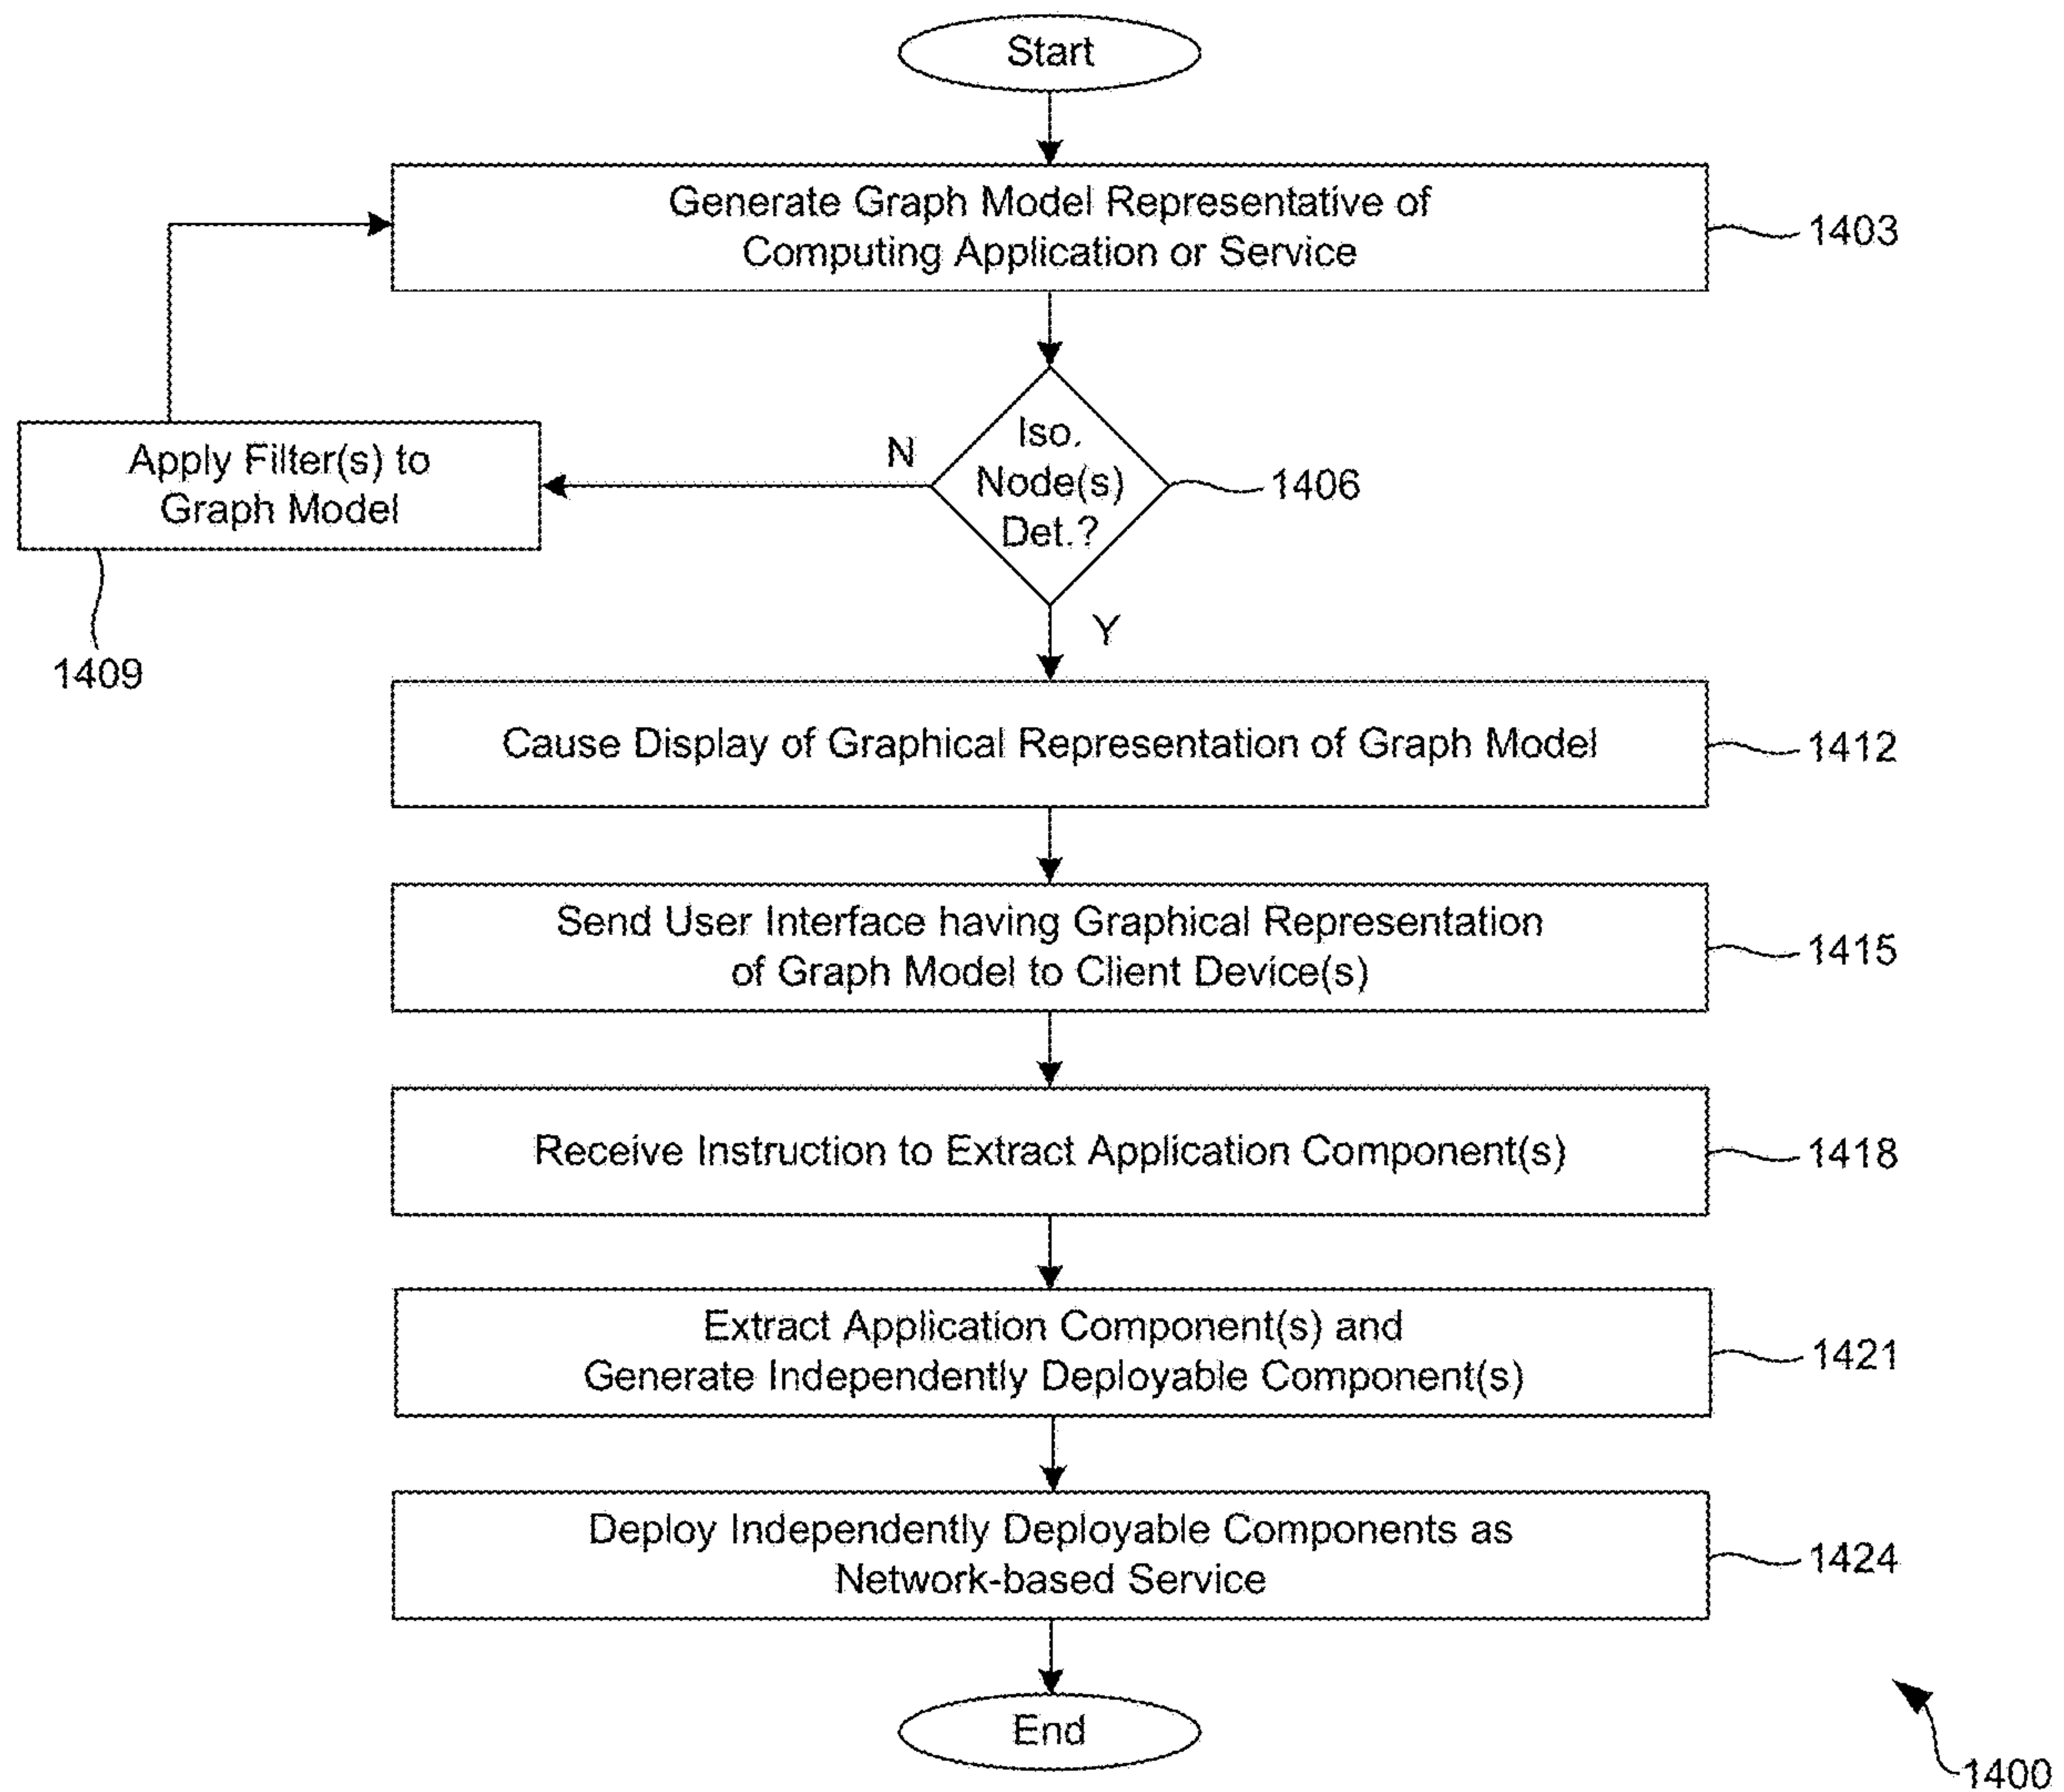 Start
Generate Graph Model Representative of
Computing Application or Service
1403
Iso.
Node(s)
Det.?
1406
N
Apply Filter(s) to
Graph Model
1409
Y
Cause Display of Graphical Representation of Graph Model
1412
Send User Interface having Graphical Representation
of Graph Model to Client Device(s)
1415
Receive Instruction to Extract Application Component(s)
1418
Extract Application Component(s) and
Generate Independently Deployable Component(s)
1421
Deploy Independently Deployable Components as
Network-based Service
1424
End
1400